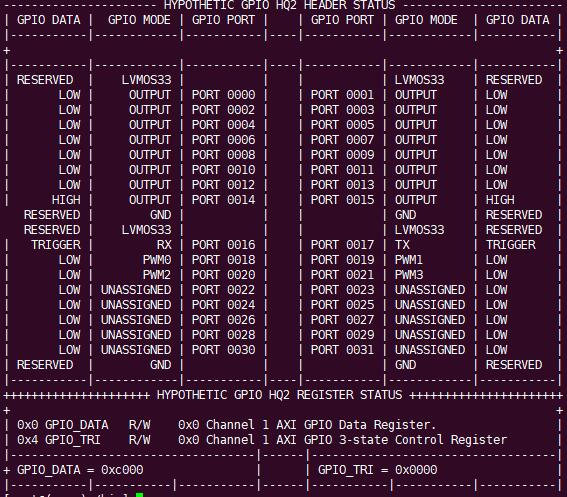 ----------------------- HYPOTHETIC GPIO HQ2 HEADER STATUS ------------------------
| GPIO DATA |  GPIO MODE | GPIO PORT |    | GPIO PORT | GPIO MODE  | GPIO DATA |
|-----------|------------|-----------|----|-----------|------------|-----------|
+ +
|-----------|------------|-----------|----|-----------|------------|-----------|
| RESERVED  |    LVMOS33 |           |    |           | LVMOS33    | RESERVED  |
|       LOW |     OUTPUT | PORT 0000 |    | PORT 0001 | OUTPUT     | LOW       |
|       LOW |     OUTPUT | PORT 0002 |    | PORT 0003 | OUTPUT     | LOW       |
|       LOW |     OUTPUT | PORT 0004 |    | PORT 0005 | OUTPUT     | LOW       |
|       LOW |     OUTPUT | PORT 0006 |    | PORT 0007 | OUTPUT     | LOW       |
|       LOW |     OUTPUT | PORT 0008 |    | PORT 0009 | OUTPUT     | LOW       |
|       LOW |     OUTPUT | PORT 0010 |    | PORT 0011 | OUTPUT     | LOW       |
|       LOW |     OUTPUT | PORT 0012 |    | PORT 0013 | OUTPUT     | LOW       |
|      HIGH |     OUTPUT | PORT 0014 |    | PORT 0015 | OUTPUT     | HIGH      |
|  RESERVED |        GND |           |    |           | GND        | RESERVED  |
|  RESERVED |    LVMOS33 |           |    |           | LVMOS33    | RESERVED  |
|   TRIGGER |         RX | PORT 0016 |    | PORT 0017 | TX         | TRIGGER   |
|       LOW |       PWM0 | PORT 0018 |    | PORT 0019 | PWM1       | LOW       |
|       LOW |       PWM2 | PORT 0020 |    | PORT 0021 | PWM3       | LOW       |
|       LOW | UNASSIGNED | PORT 0022 |    | PORT 0023 | UNASSIGNED | LOW       |
|       LOW | UNASSIGNED | PORT 0024 |    | PORT 0025 | UNASSIGNED | LOW       |
|       LOW | UNASSIGNED | PORT 0026 |    | PORT 0027 | UNASSIGNED | LOW       |
|       LOW | UNASSIGNED | PORT 0028 |    | PORT 0029 | UNASSIGNED | LOW       |
|       LOW | UNASSIGNED | PORT 0030 |    | PORT 0031 | UNASSIGNED | LOW       |
| RESERVED  |        GND |           |    |           | GND        | RESERVED  |
|-----------|------------|-----------|----|-----------|------------|-----------|
++++++++++++++++++++++ HYPOTHETIC GPIO HQ2 REGISTER STATUS +++++++++++++++++++++++
+ +
| 0x0 GPIO_DATA   R/W    0x0 Channel 1 AXI GPIO Data Register. |
| 0x4 GPIO_TRI    R/W    0x0 Channel 1 AXI GPIO 3-state Control Register |
|------------------------------------|------|------------------------------------|
+ GPIO_DATA = 0xc000 | | GPIO_TRI = 0x0000 |
|-----------|------------|-----------|----|-----------|------------|-----------|